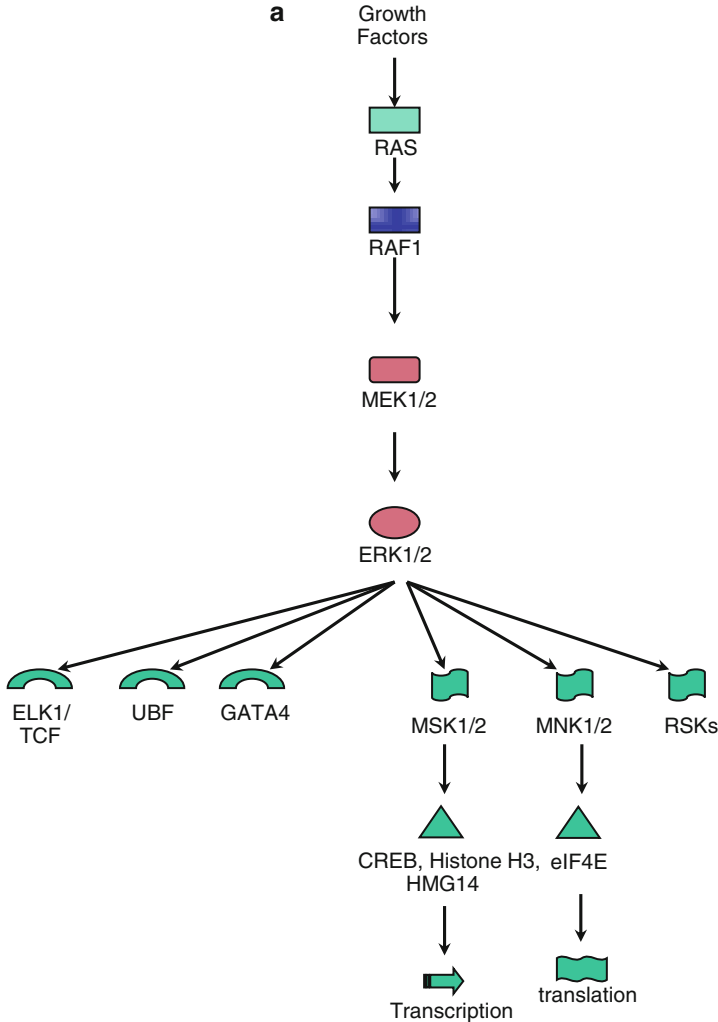 a
Growth
Factors
RAS
RAF1
MEK1/2
ERK1/2
ELK1/
TCF
UBF
GATA4
MSK1/2
MNK1/2
RSKs
CREB, Histone H3,
HMG14
eIF4E
Transcription
translation